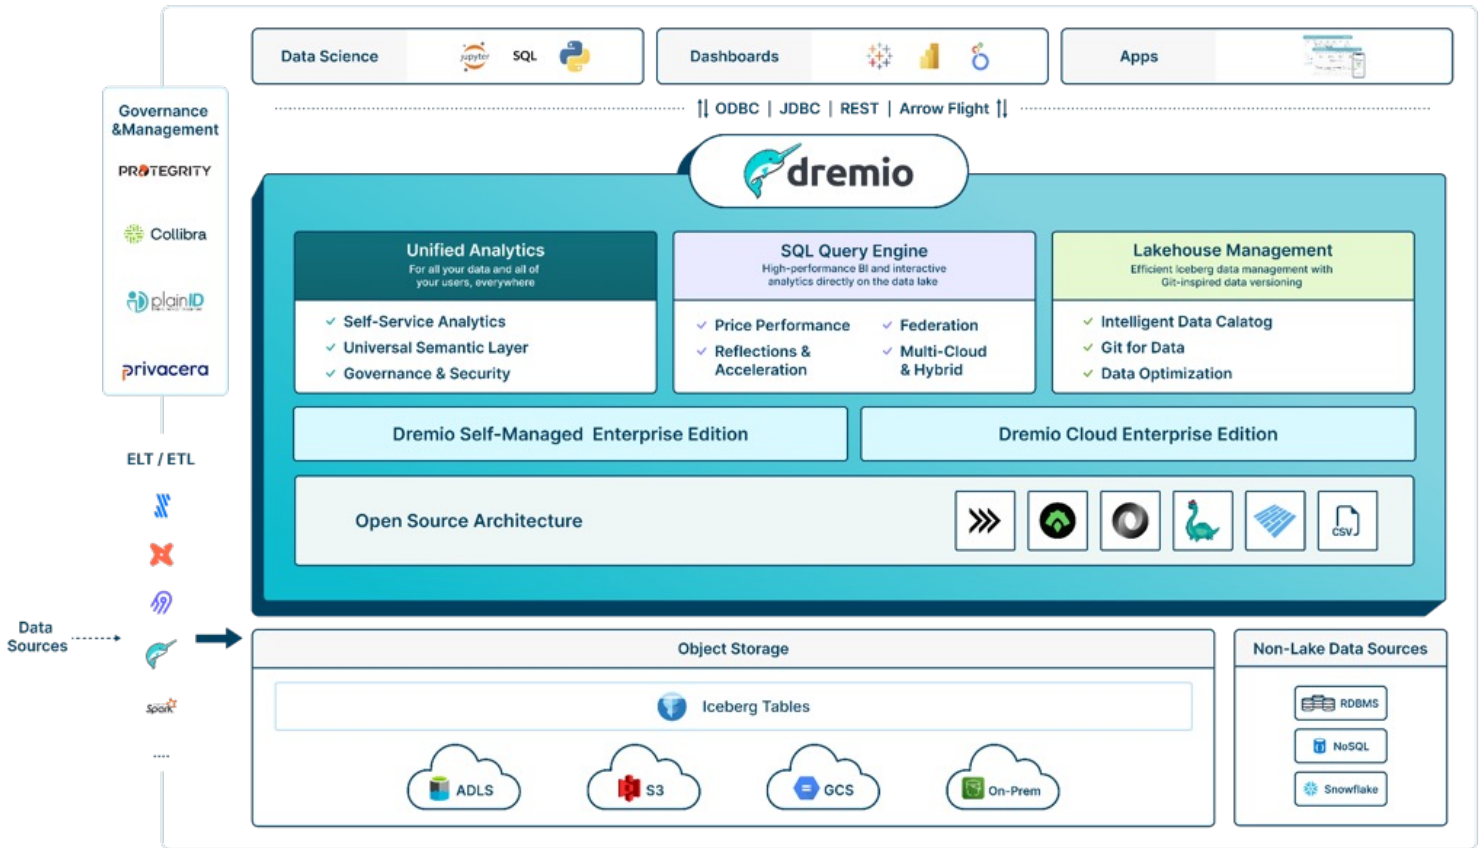 Data Science
jupyter
SQL
Dashboards
Apps
ODBC | JDBC | REST | Arrow Flight
Governance
&Management
PROTEGRITY
Collibra
plainID
privacera
dremio
Unified Analytics
For all your data and all of
your users, everywhere
Self-Service Analytics
Universal Semantic Layer
Governance & Security
SQL Query Engine
High-performance BI and interactive
analytics directly on the data lake
Price Performance
Reflections &
Acceleration
Federation
Multi-Cloud
& Hybrid
Lakehouse Management
Efficient Iceberg data management with
Git-inspired data versioning
Intelligent Data Calatog
Git for Data
Data Optimization
Dremio Self-Managed Enterprise Edition
Dremio Cloud Enterprise Edition
Open Source Architecture
CSV
ELT / ETL
Spark
....
Data
Sources
Object Storage
Iceberg Tables
ADLS
S3
GCS
On-Prem
Non-Lake Data Sources
RDBMS
NoSQL
Snowflake